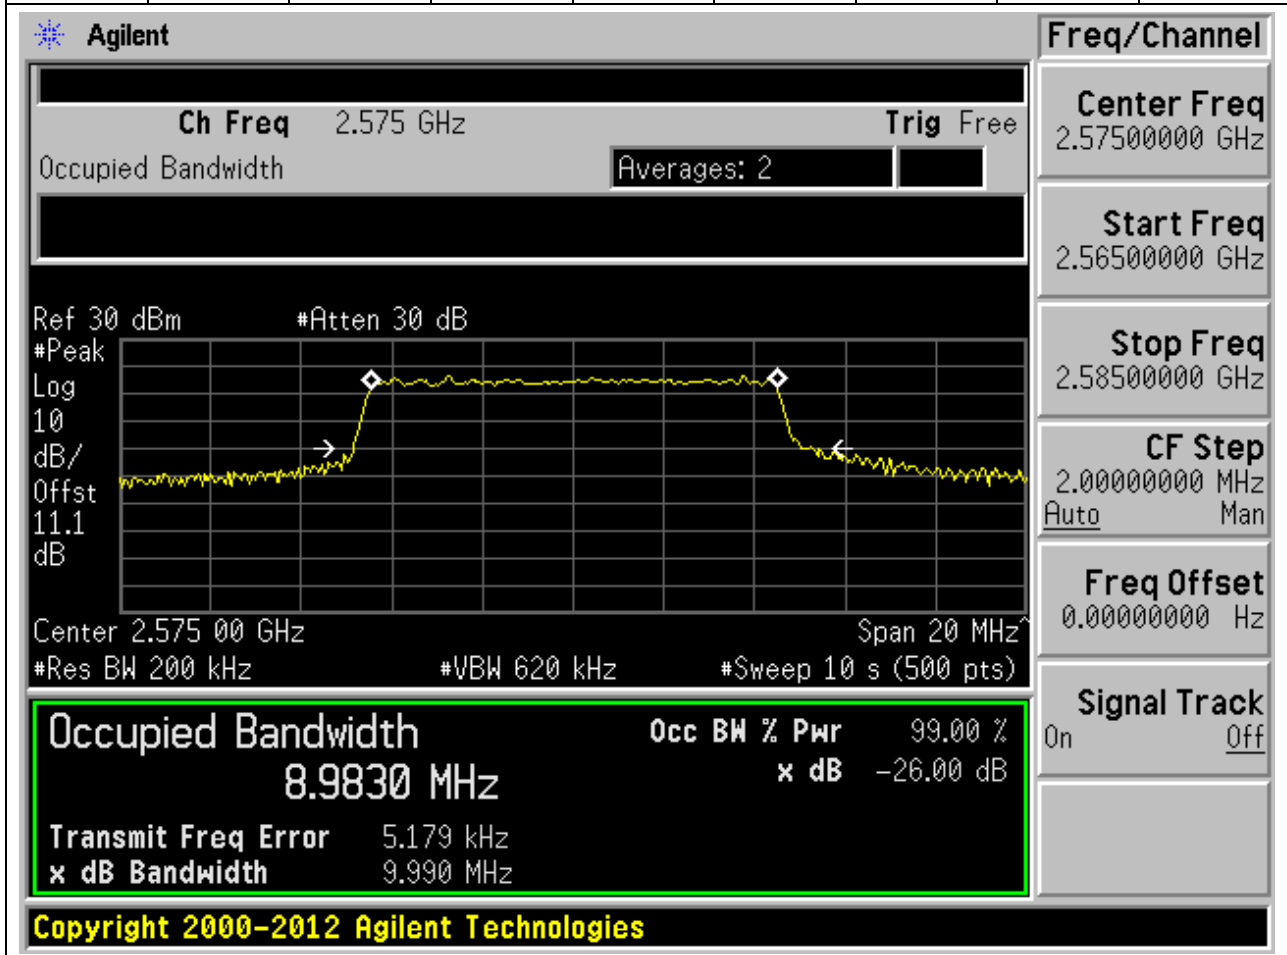 Agilent
Freq/Channel
Ch Freq 2.575 GHz Trig Free
Occupied Bandwidth Averages: 2
Center Freq
2.57500000 GHz
Start Freq
2.56500000 GHz
Stop Freq
2.58500000 GHz
CF Step
2.00000000 MHz
Auto Man
Freq Offset
0.00000000 Hz
Signal Track
On Off
Ref 30 dBm #Atten 30 dB
#Peak
Log
10
dB/
Offst
11.1
dB
Center 2.575 00 GHz Span 20 MHz^
#Res BW 200 kHz #VBW 620 kHz #Sweep 10 s (500 pts)
Occupied Bandwidth
8.9830 MHz
Occ BW % Pwr 99.00 %
x dB -26.00 dB
Transmit Freq Error 5.179 kHz
x dB Bandwidth 9.990 MHz
Copyright 2000-2012 Agilent Technologies